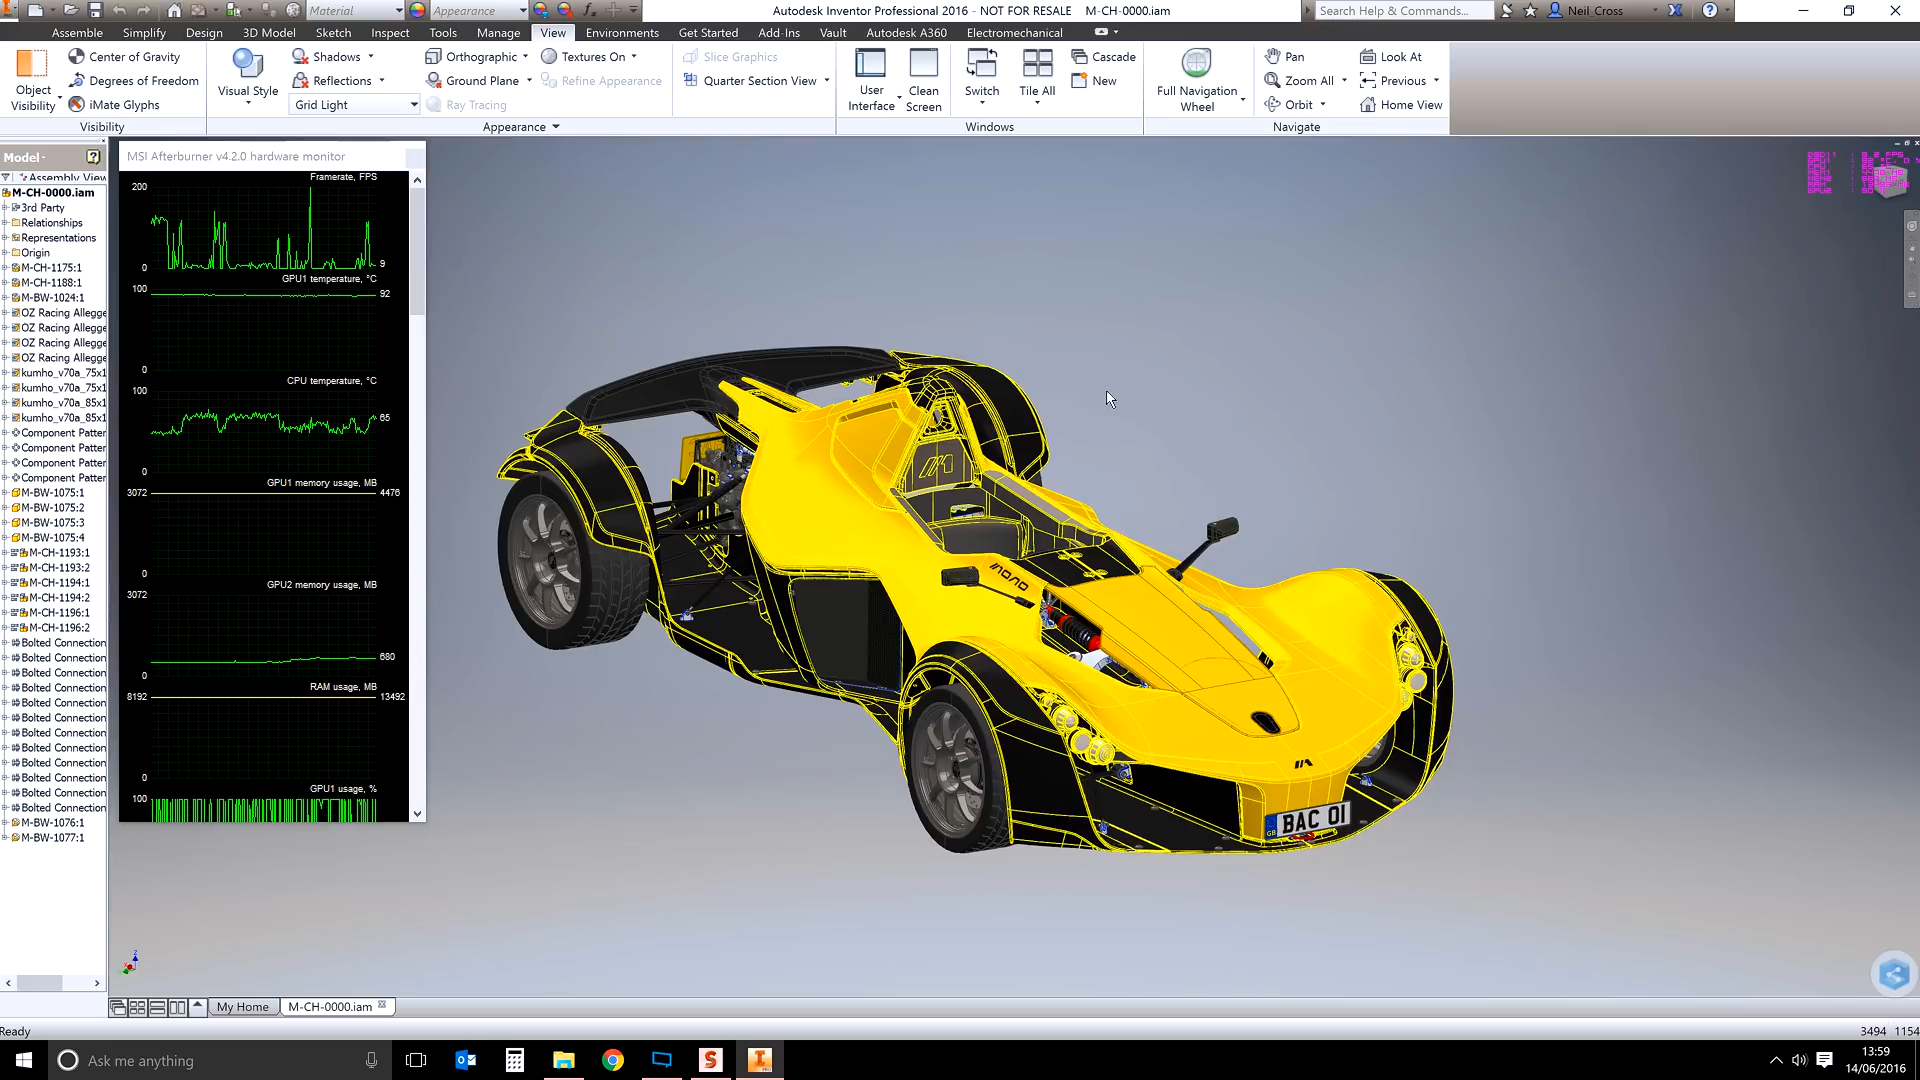 Material
Appearance
Autodesk Inventor Professional 2016 - NOT FOR RESALE M-CH-0000.iam
Search Help & Commands...
Neil_Cross
Assemble Simplify Design 3D Model Sketch Inspect Tools Manage View Environments Get Started Add-Ins Vault Autodesk A360 Electromechanical
Object Visibility
Center of Gravity
Degrees of Freedom
iMate Glyphs
Visibility
Visual Style
Shadows
Reflections
Grid Light
Orthographic
Ground Plane
Ray Tracing
Textures On
Refine Appearance
Appearance
Slice Graphics
Quarter Section View
User Interface
Clean Screen
Switch
Tile All
Cascade
New
Windows
Full Navigation Wheel
Pan
Zoom All
Orbit
Look At
Previous
Home View
Navigate
Model
Assembly View
M-CH-0000.iam
3rd Party
Relationships
Representations
Origin
M-CH-1175:1
M-CH-1188:1
M-BW-1024:1
OZ Racing Allegge
OZ Racing Allegge
OZ Racing Allegge
OZ Racing Allegge
kumho_v70a_75x1
kumho_v70a_75x1
kumho_v70a_85x1
kumho_v70a_85x1
Component Patter
Component Patter
Component Patter
Component Patter
M-BW-1075:1
M-BW-1075:2
M-BW-1075:3
M-BW-1075:4
M-CH-1193:1
M-CH-1193:2
M-CH-1194:1
M-CH-1194:2
M-CH-1196:1
M-CH-1196:2
Bolted Connection
Bolted Connection
Bolted Connection
Bolted Connection
Bolted Connection
Bolted Connection
Bolted Connection
Bolted Connection
Bolted Connection
Bolted Connection
Bolted Connection
Bolted Connection
M-BW-1076:1
M-BW-1077:1
MSI Afterburner v4.2.0 hardware monitor
Framerate, FPS
200
0
9
GPU1 temperature, °C
100
92
0
CPU temperature, °C
100
65
0
GPU1 memory usage, MB
3072
4476
0
GPU2 memory usage, MB
3072
680
0
RAM usage, MB
8192
13492
0
GPU1 usage, %
100
mono
GB
BAC 01
My Home
M-CH-0000.iam
Ready
3494 1154
Ask me anything
13:59
14/06/2016